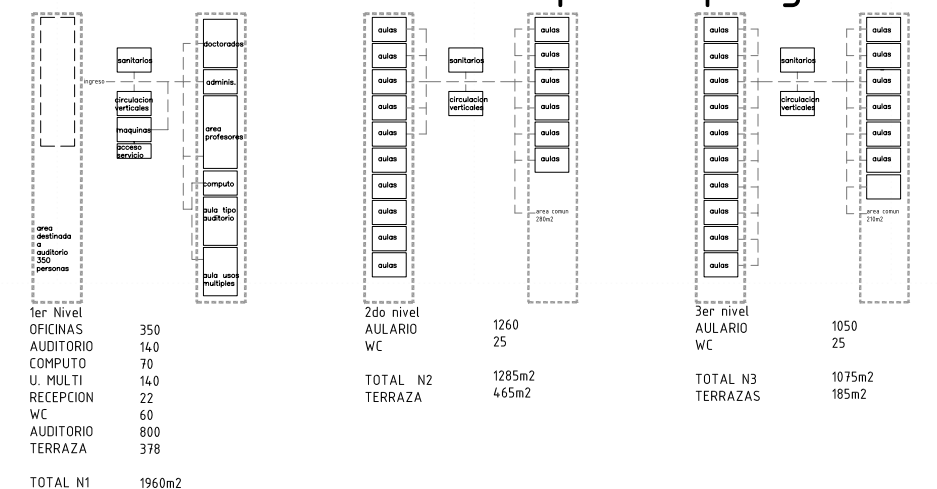 sanitarios
ingreso
circulacion
verticales
maquinas
acceso
servicio
area
destinada
a
auditorio
350
personas
doctorados
adminis.
area
profesores
computo
aula tipo
auditorio
aula usos
multiples
1er Nivel
OFICINAS 350
AUDITORIO 140
COMPUTO 70
U. MULTI 140
RECEPCION 22
WC 60
AUDITORIO 800
TERRAZA 378
TOTAL N1 1960m2
aulas
aulas
aulas
aulas
aulas
aulas
aulas
aulas
aulas
aulas
sanitarios
circulacion
verticales
aulas
aulas
aulas
aulas
aulas
aulas
area comun
280m2
2do nivel
AULARIO 1260
WC 25
TOTAL N2 1285m2
TERRAZA 465m2
aulas
aulas
aulas
aulas
aulas
aulas
aulas
aulas
aulas
aulas
sanitarios
circulacion
verticales
aulas
aulas
aulas
aulas
aulas
aulas
area comun
210m2
3er nivel
AULARIO 1050
WC 25
TOTAL N3 1075m2
TERRAZAS 185m2